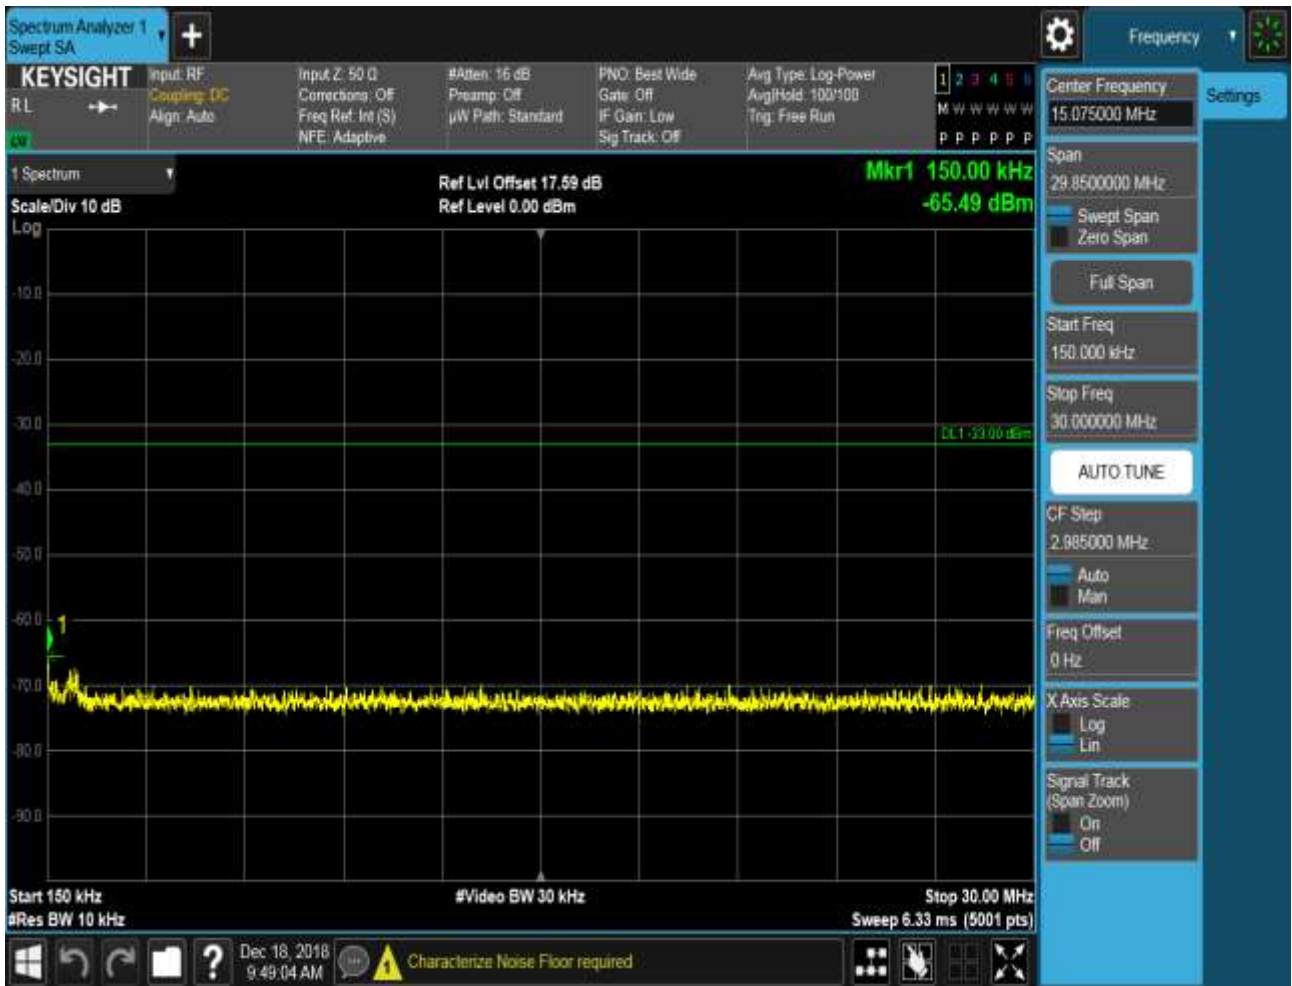 Spectrum Analyzer 1
Swept SA
Frequency
KEYSIGHT
RL
Input: RF
Coupling: DC
Align: Auto
Input Z: 50 Ω
Corrections: Off
Freq Ref: Int (S)
NFE: Adaptive
#Atten: 16 dB
Preamp: Off
µW Path: Standard
PNO: Best Wide
Gate: Off
IF Gain: Low
Sig Track: Off
Avg Type: Log-Power
Avg|Hold: 100/100
Trig: Free Run
1 2 3 4 5 6
M W W W W W
P P P P P P
1 Spectrum
Scale/Div 10 dB
Log
Ref Lvl Offset 17.59 dB
Ref Level 0.00 dBm
Mkr1 150.00 kHz
-65.49 dBm
-10.0
-20.0
-30.0
DL1 -33.00 dBm
-40.0
-50.0
-60.0
1
-70.0
-80.0
-90.0
Start 150 kHz
#Res BW 10 kHz
#Video BW 30 kHz
Stop 30.00 MHz
Sweep 6.33 ms (5001 pts)
Center Frequency
15.075000 MHz
Settings
Span
29.8500000 MHz
Swept Span
Zero Span
Full Span
Start Freq
150.000 kHz
Stop Freq
30.000000 MHz
AUTO TUNE
CF Step
2.985000 MHz
Auto
Man
Freq Offset
0 Hz
X Axis Scale
Log
Lin
Signal Track
(Span Zoom)
On
Off
?
Dec 18, 2018
9:49:04 AM
1
Characterize Noise Floor required